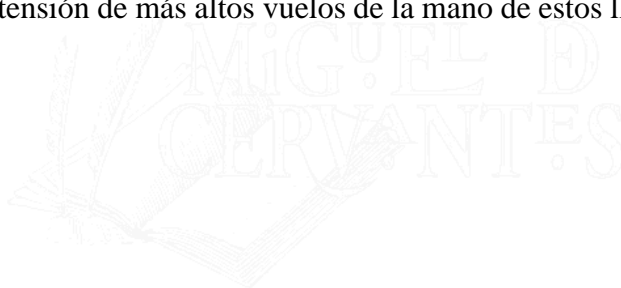 tensión de más altos vuelos de la mano de estos
MIGUEL D
CERVANTES